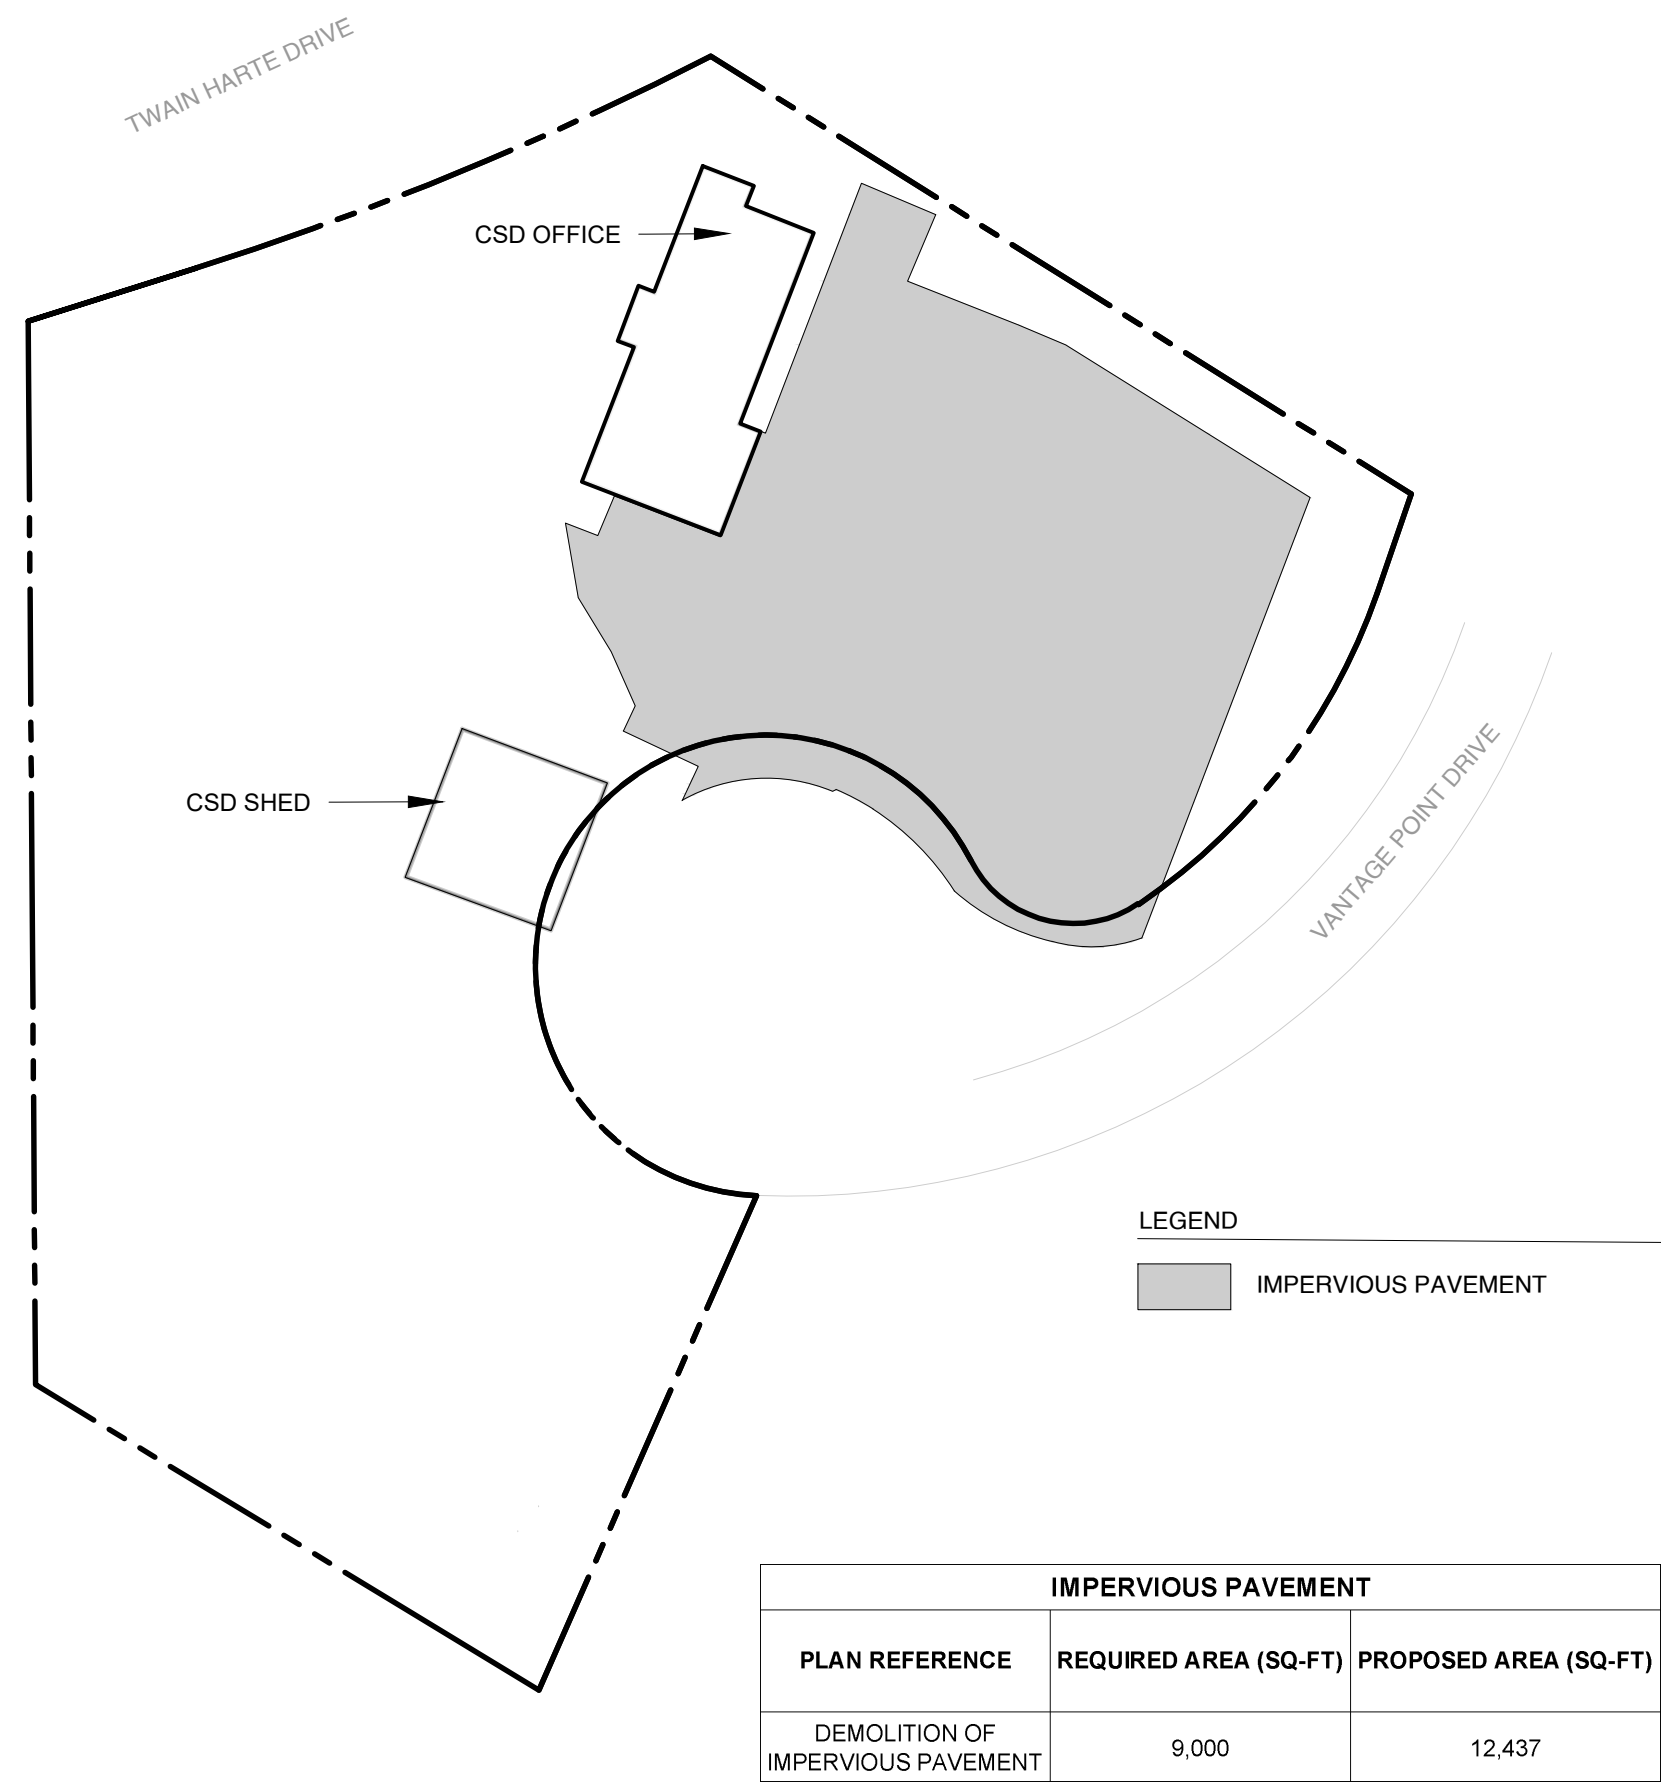 TWAIN HARTE DRIVE
CSD OFFICE
CSD SHED
VANTAGE POINT DRIVE
LEGEND
IMPERVIOUS PAVEMENT
IMPERVIOUS PAVEMENT
PLAN REFERENCE
REQUIRED AREA (SQ-FT)
PROPOSED AREA (SQ-FT)
DEMOLITION OF
IMPERVIOUS PAVEMENT
9,000
12,437